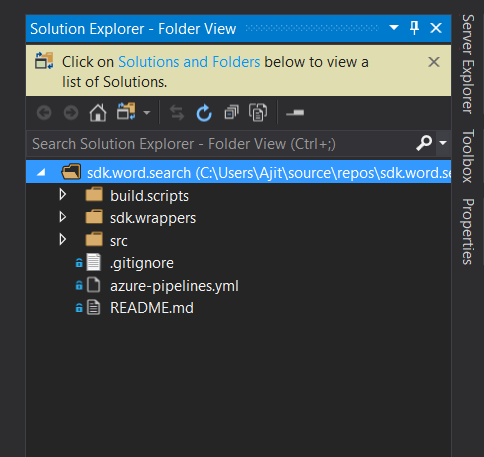 Solution Explorer - Folder View
Click on Solutions and Folders below to view a
list of Solutions.
Search Solution Explorer - Folder View (Ctrl+;)
sdk.word.search (C:\Users\Ajit\source\repos\sdk.word.se
build.scripts
sdk.wrappers
src
.gitignore
azure-pipelines.yml
README.md
Server Explorer
Toolbox
Properties